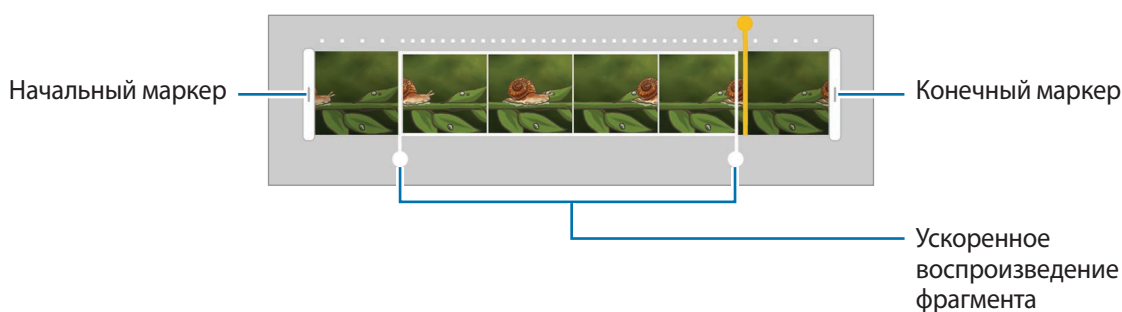 Начальный маркер
Конечный маркер
Ускоренное
воспроизведение
фрагмента